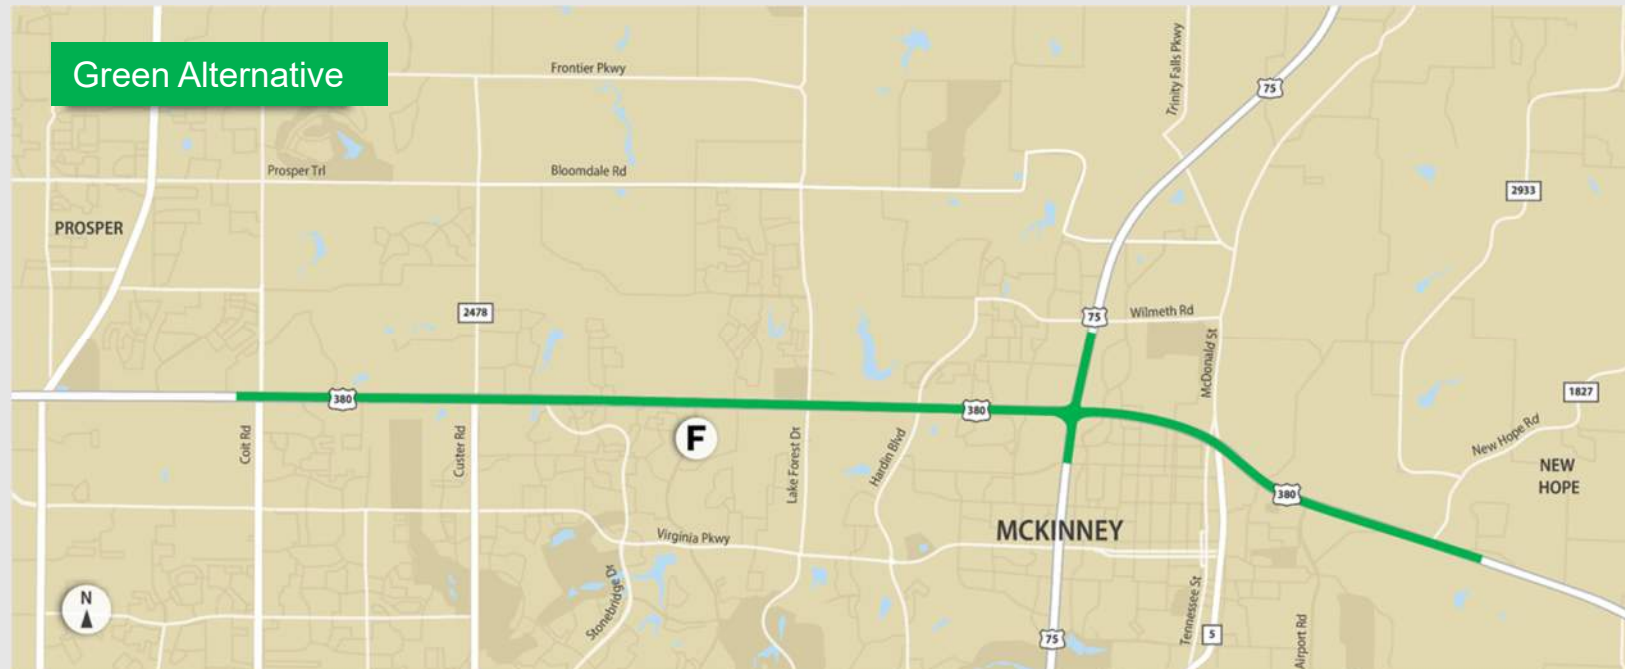 Green Alternative
Frontier Pkwy
Trinity Falls Pkwy
75
Prosper Trl
Bloomdale Rd
2933
PROSPER
2478
75
Wilmeth Rd
McDonald St
380
380
1827
F
Coit Rd
Custer Rd
Lake Forest Dr
Hardin Blvd
New Hope Rd
NEW
HOPE
380
MCKINNEY
Virginia Pkwy
N
Stonebridge Dr
75
Tennessee St
5
Airport Rd